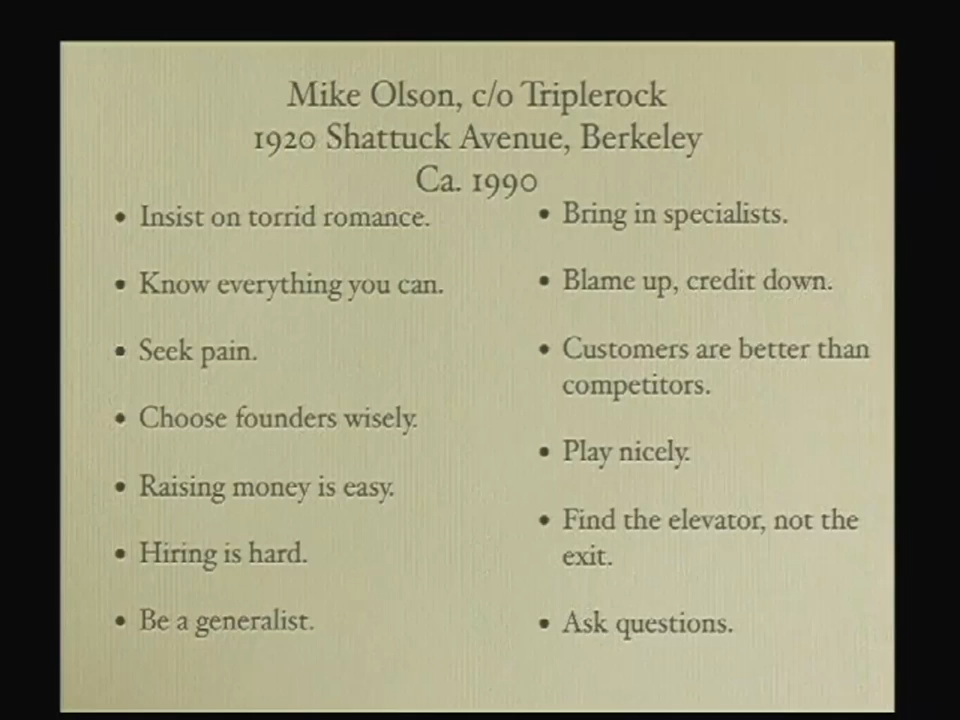 Mike Olson, c/o Triplerock
1920 Shattuck Avenue, Berkeley
Ca. 1990
• Insist on torrid romance.
• Know everything you can.
• Seek pain.
• Choose founders wisely.
• Raising money is easy.
• Hiring is hard.
• Be a generalist.
• Bring in specialists.
• Blame up, credit down.
• Customers are better than
competitors.
• Play nicely.
• Find the elevator, not the
exit.
• Ask questions.